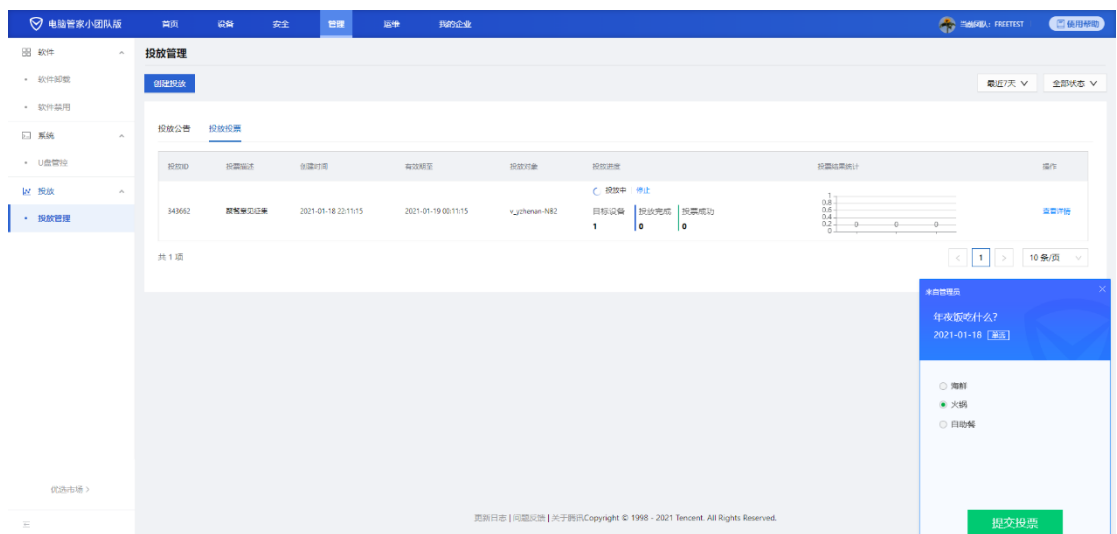 电脑管家小团队版 首页 设备 安全 管理 运维 我的企业 当前团队: FREETEST 使用帮助
软件
软件卸载
软件禁用
系统
U盘管控
投放
投放管理
优选市场 >
投放管理
创建投放 最近7天 全部状态
投放公告 投放投票
投放ID 投票描述 创建时间 有效期至 投放对象 投放进度 投票结果统计 操作
343662 聚餐意见征集 2021-01-18 22:11:15 2021-01-19 00:11:15 v_yzhenan-NB2
投放中 停止
目标设备 投放完成 投票成功
1 0 0
1
0.8
0.6
0.4
0.2
0
0 0 0
查看详情
共 1 项 < 1 > 10 条/页
来自管理员
年夜饭吃什么?
2021-01-18 单选
海鲜
火锅
自助餐
提交投票
更新日志 | 问题反馈 | 关于腾讯Copyright © 1998 - 2021 Tencent. All Rights Reserved.